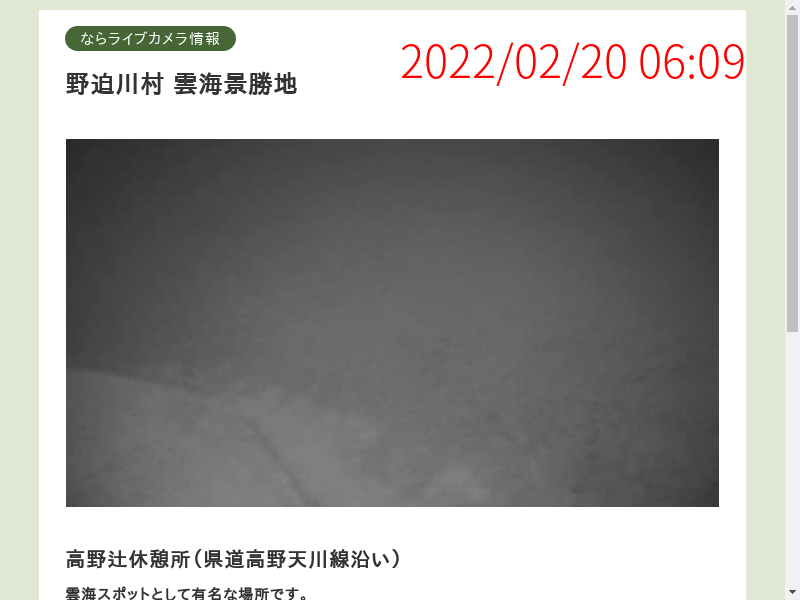 ならライブカメラ情報
2022/02/20 06:09
野迫川村 雲海景勝地
高野辻休憩所（県道高野天川線沿い）
雲海スポットとして有名な場所です。